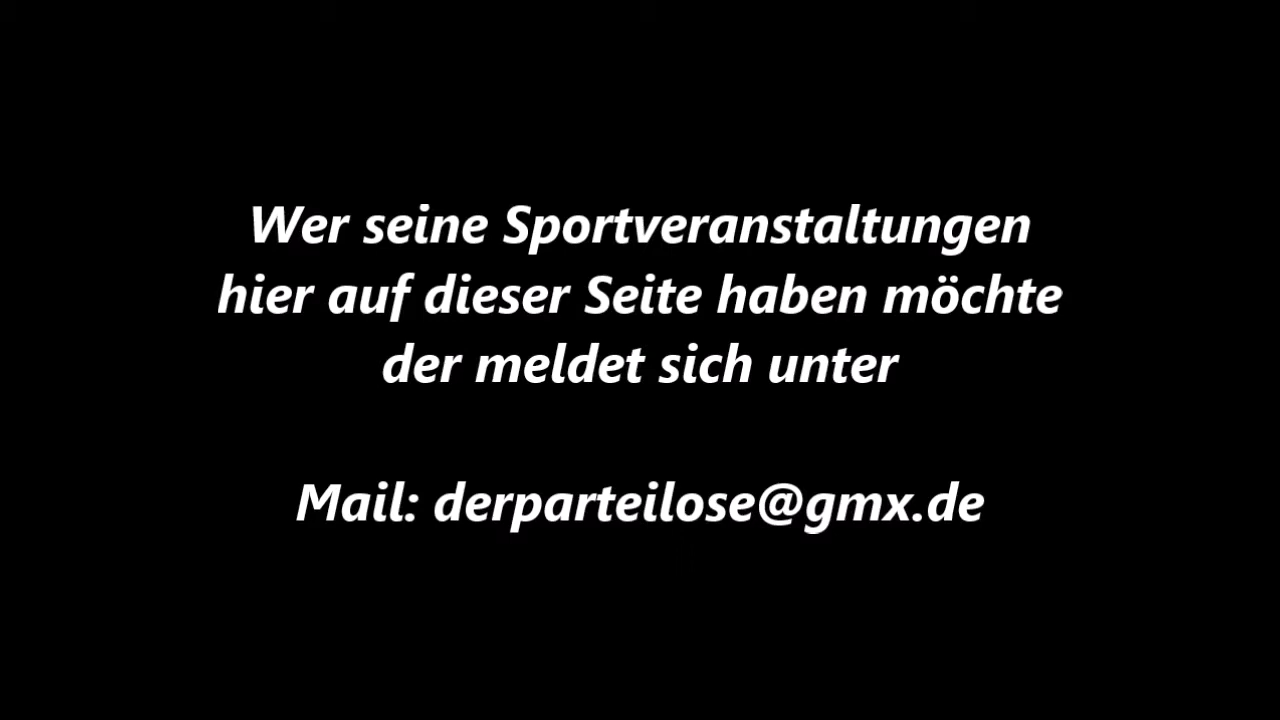 Wer seine Sportveranstaltungen
hier auf dieser Seite haben möchte
der meldet sich unter
Mail: derparteilose@gmx.de